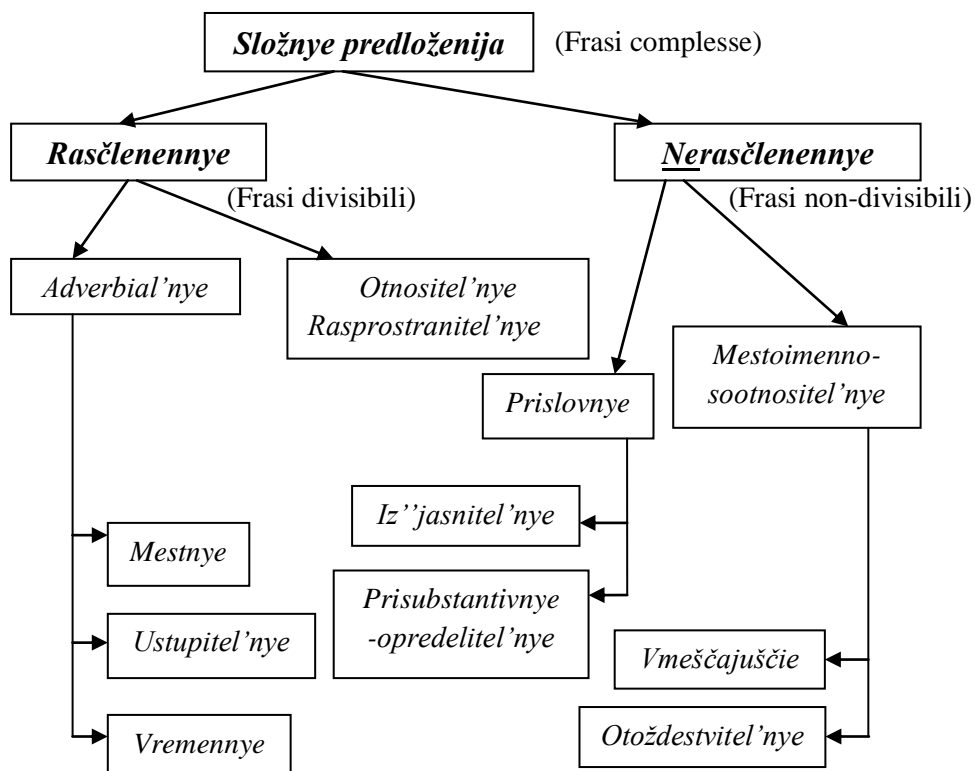 Složnye predloženija (Frasi complesse)
Rasčlenennye
Nerasčlenennye
(Frasi divisibili)
(Frasi non-divisibili)
Adverbial’nye
Otnositel’nye
Rasprostranitel’nye
Mestoimenno-
sootnositel’nye
Prislovnye
Iz’’jasnitel’nye
Mestnye
Prisubstantivnye
-opredelitel’nye
Ustupitel’nye
Vmeščajuščie
Vremennye
Otoždestvitel’nye